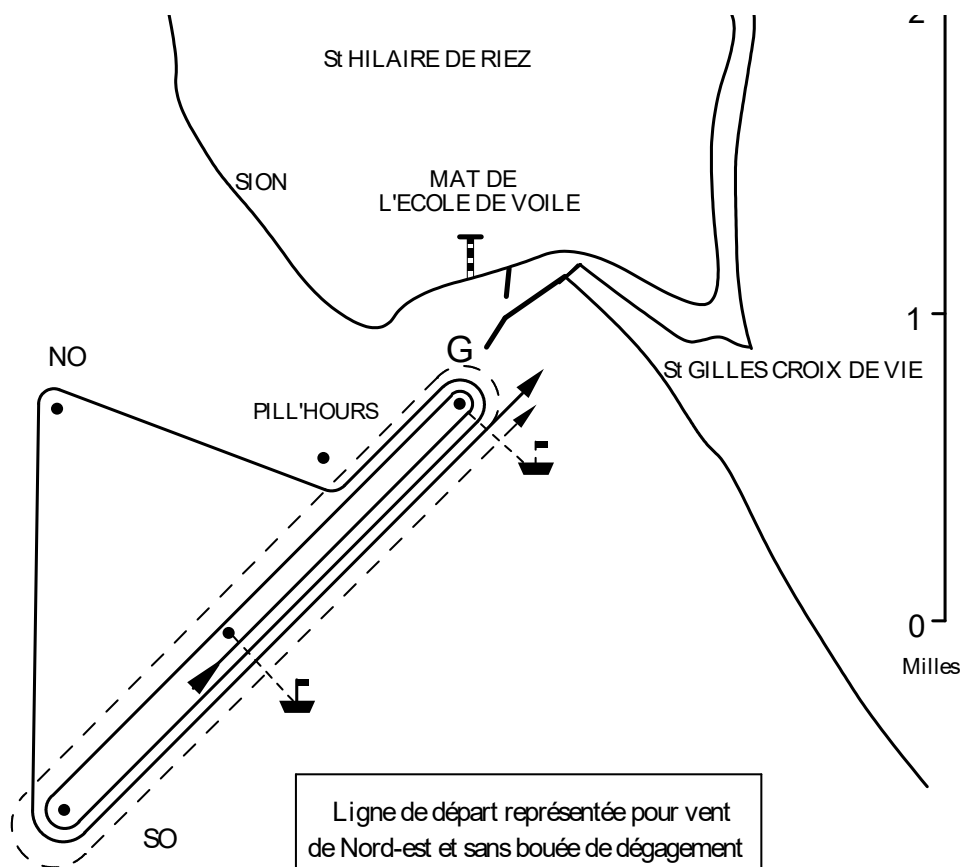 2
St HILAIRE DE RIEZ
SION
MAT DE
L'ECOLE DE VOILE
1
NO
G
St GILLES CROIX DE VIE
PILL'HOURS
0
Milles
SO
Ligne de départ représentée pour vent
de Nord-est et sans bouée de dégagement